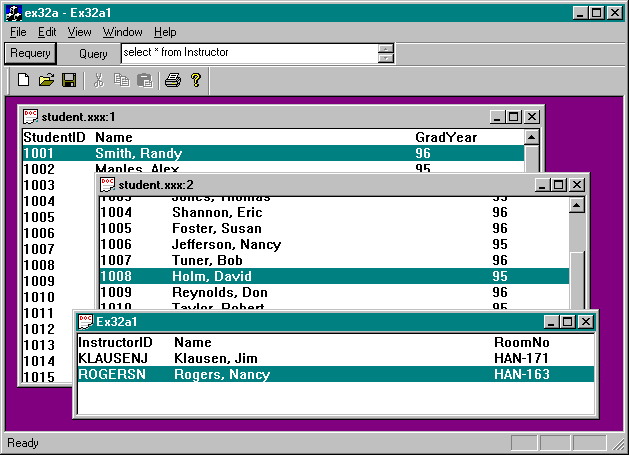 ex32a - Ex32a1
File Edit View Window Help
Requery Query select * from Instructor
student.xxx:1
StudentID Name GradYear
1001 Smith, Randy 96
1002 Maples, Alex 95
1003
1004
1005
1006
1007
1008
1009
1010
1011
1012
1013
1014
1015
student.xxx:2
1003 Jones, Thomas 95
1004 Shannon, Eric 96
1005 Foster, Susan 96
1006 Jefferson, Nancy 95
1007 Tuner, Bob 96
1008 Holm, David 95
1009 Reynolds, Don 96
1010 Taylor, Robert
Ex32a1
InstructorID Name RoomNo
KLAUSENJ Klausen, Jim HAN-171
ROGERSN Rogers, Nancy HAN-163
Ready